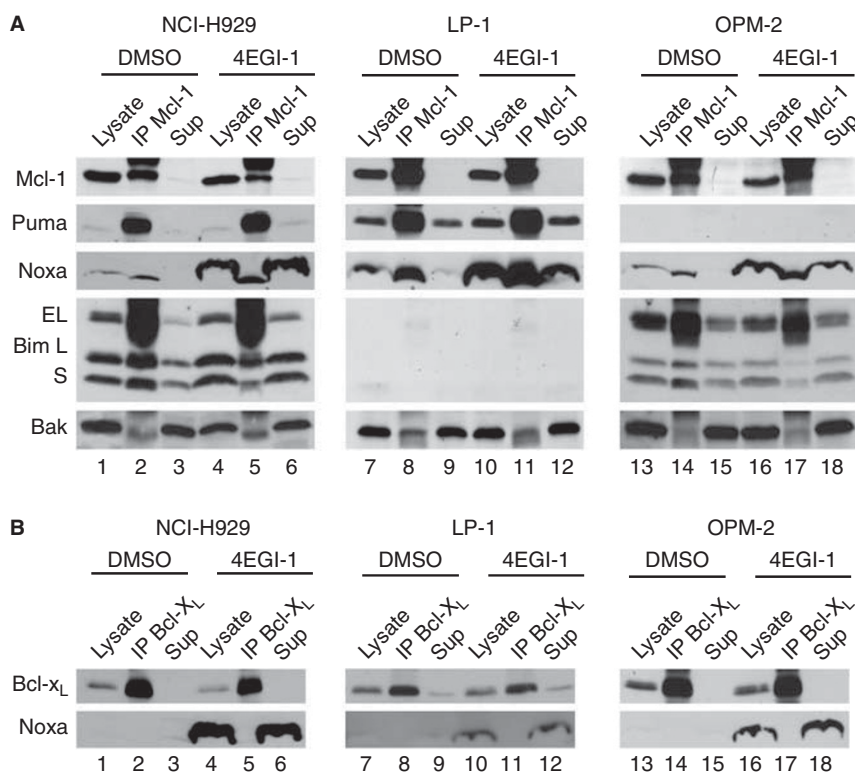 A
NCI-H929 LP-1 OPM-2
DMSO 4EGI-1 DMSO 4EGI-1 DMSO 4EGI-1
Lysate IP Mcl-1 Sup Lysate IP Mcl-1 Sup Lysate IP Mcl-1 Sup Lysate IP Mcl-1 Sup Lysate IP Mcl-1 Sup Lysate IP Mcl-1 Sup
Mcl-1
Puma
Noxa
EL
Bim L
S
Bak
1 2 3 4 5 6 7 8 9 10 11 12 13 14 15 16 17 18
B
NCI-H929 LP-1 OPM-2
DMSO 4EGI-1 DMSO 4EGI-1 DMSO 4EGI-1
Lysate IP Bcl-XL Sup Lysate IP Bcl-XL Sup Lysate IP Bcl-XL Sup Lysate IP Bcl-XL Sup Lysate IP Bcl-XL Sup Lysate IP Bcl-XL Sup
Bcl-xL
Noxa
1 2 3 4 5 6 7 8 9 10 11 12 13 14 15 16 17 18